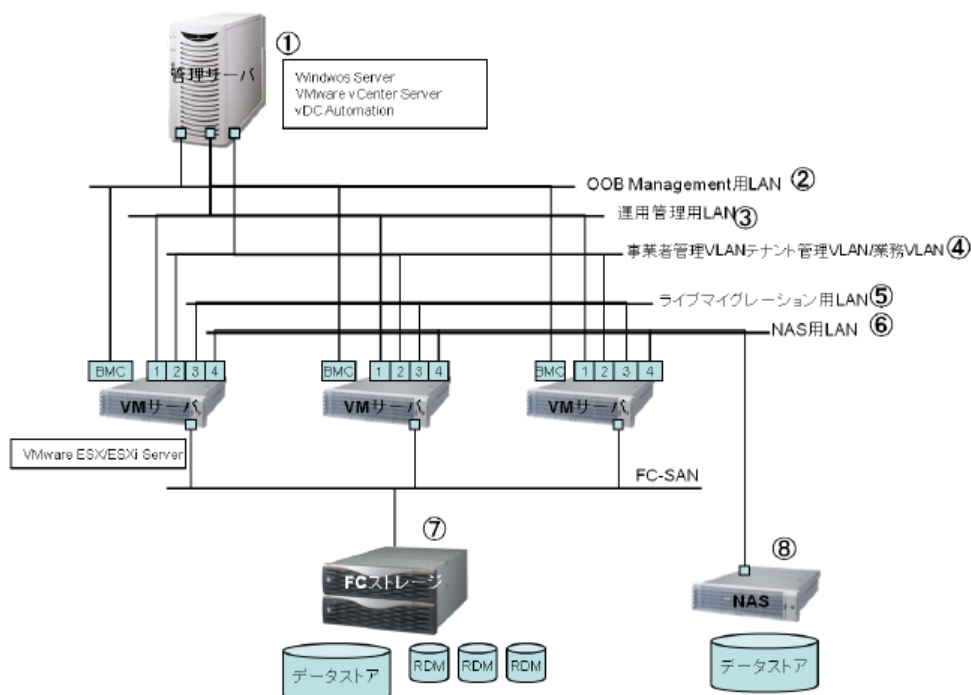 ①
管理サーバ
Windwos Server
VMware vCenter Server
vDC Automation
OOB Management用LAN ②
運用管理用LAN ③
事業者管理VLANテナント管理VLAN/業務VLAN ④
ライブマイグレーション用LAN ⑤
NAS用LAN ⑥
BMC 1 2 3 4 BMC 1 2 3 4 BMC 1 2 3 4
VMサーバ VMサーバ VMサーバ
VMware ESX/ESXi Server
FC-SAN
⑦ ⑧
FCストレージ
NAS
データストア RDM RDM RDM データストア